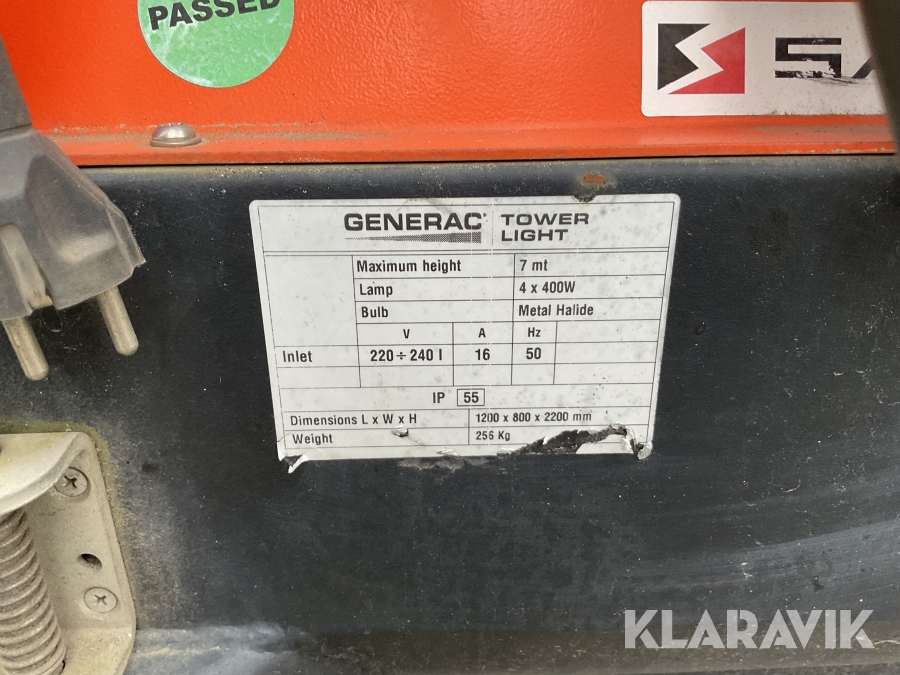 PASSED
SA
GENERAC® TOWER LIGHT
Maximum height 7 mt
Lamp 4 x 400W
Bulb Metal Halide
V A Hz
Inlet 220 ÷ 240 I 16 50
IP 55
Dimensions L x W x H 1200 x 800 x 2200 mm
Weight 256 Kg
KLARAVIK